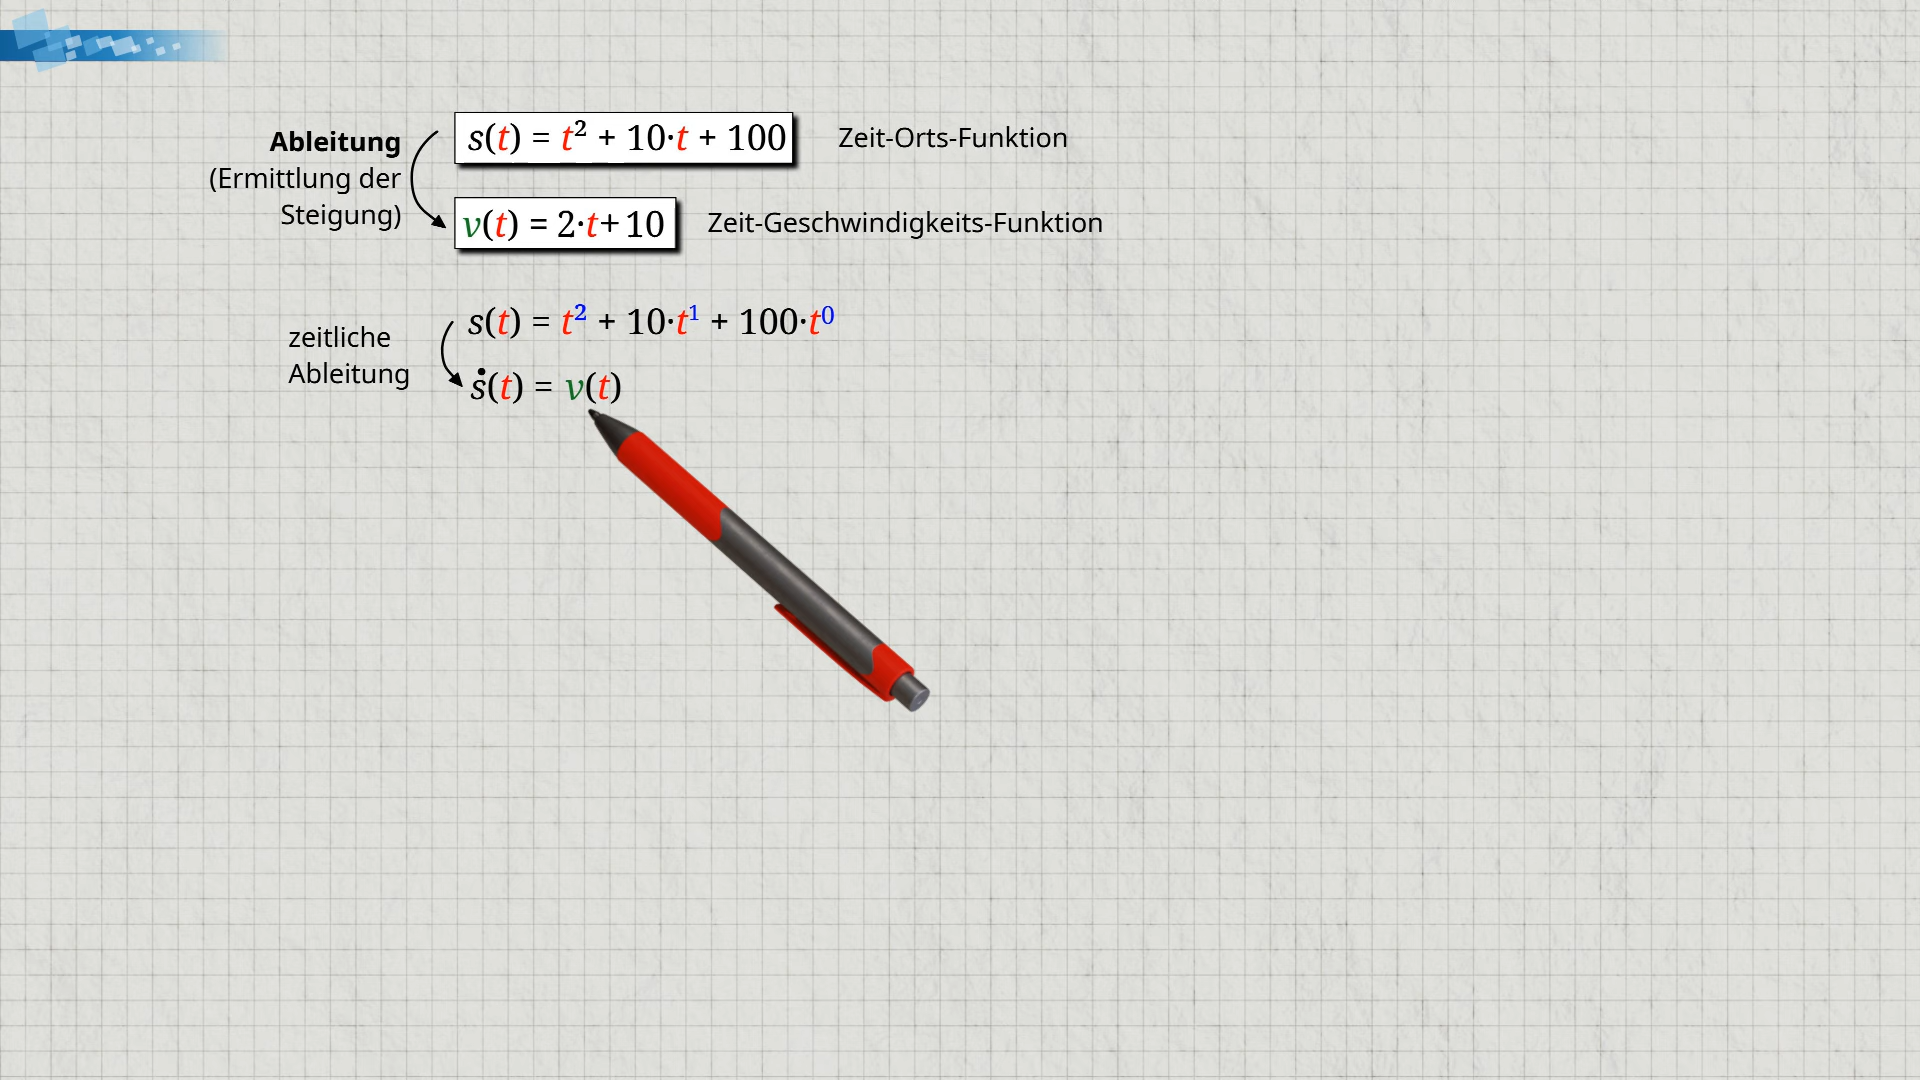 Ableitung
(Ermittlung der
Steigung)
s(t) = t² + 10·t + 100
Zeit-Orts-Funktion
v(t) = 2·t+10
Zeit-Geschwindigkeits-Funktion
zeitliche
Ableitung
s(t) = t² + 10·t¹ + 100·t⁰
ṡ(t) = v(t)